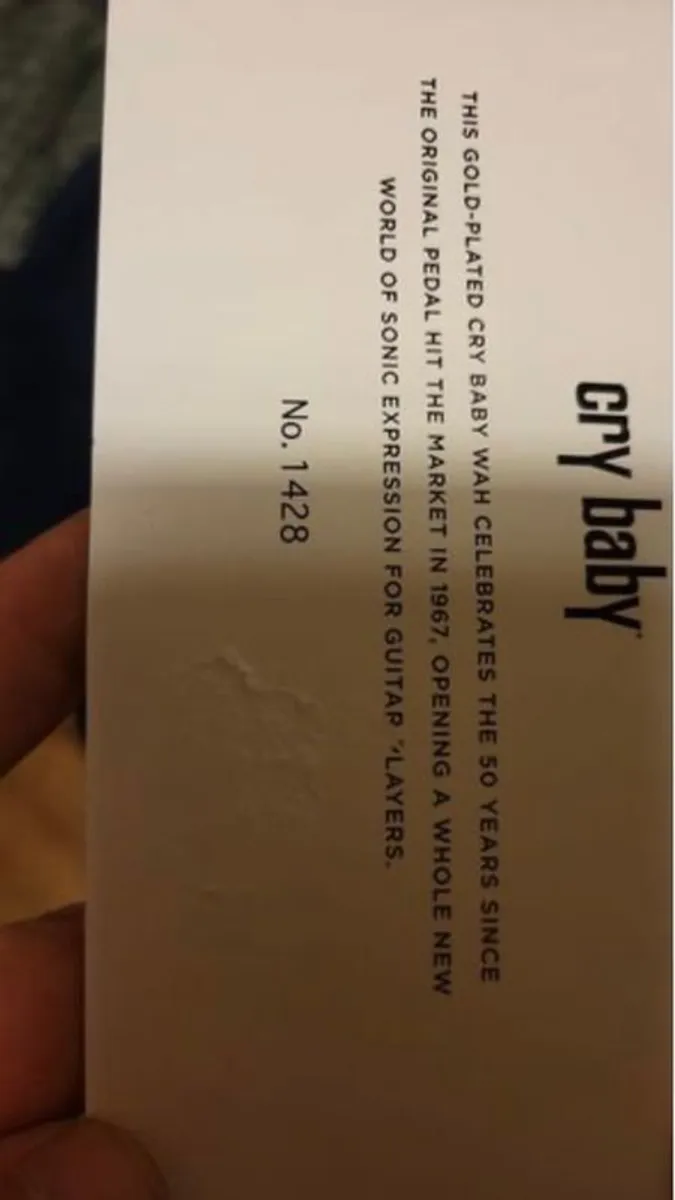 cry baby
THIS GOLD-PLATED CRY BABY WAH CELEBRATES THE 50 YEARS SINCE
THE ORIGINAL PEDAL HIT THE MARKET IN 1967, OPENING A WHOLE NEW
WORLD OF SONIC EXPRESSION FOR GUITAR PLAYERS.
No. 1428